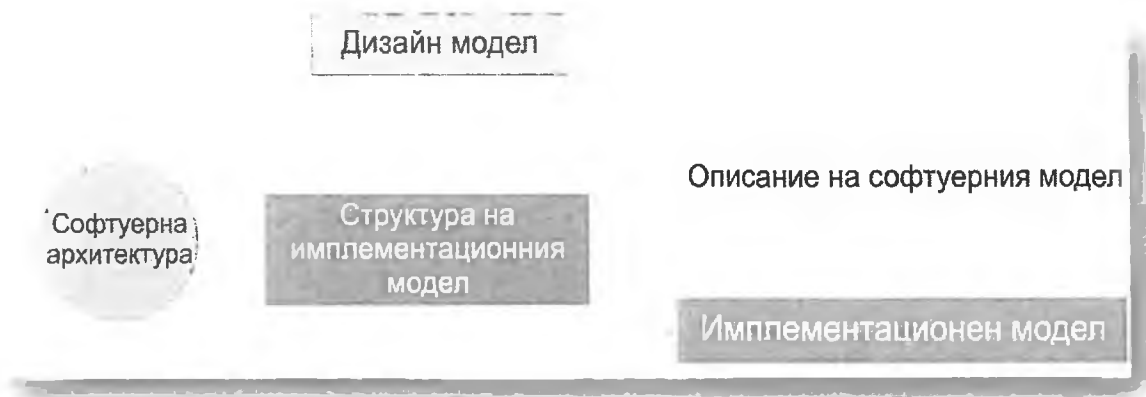 Дизайн модел
Софтуерна
архитектура
Структура на
имплементационния
модел
Описание на софтуерния модел
Имплементационен модел